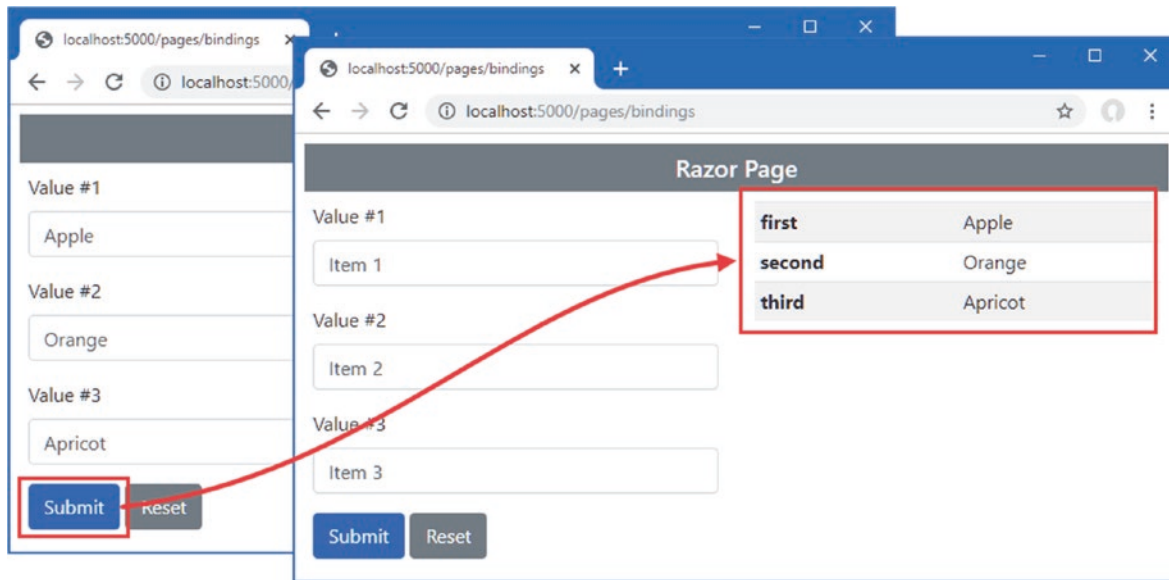 localhost:5000/pages/bindings
localhost:5000/
Value #1
Apple
Value #2
Orange
Value #3
Apricot
Submit
Reset
localhost:5000/pages/bindings
localhost:5000/pages/bindings
Razor Page
Value #1
Item 1
Value #2
Item 2
Value #3
Item 3
Submit
Reset
first Apple
second Orange
third Apricot